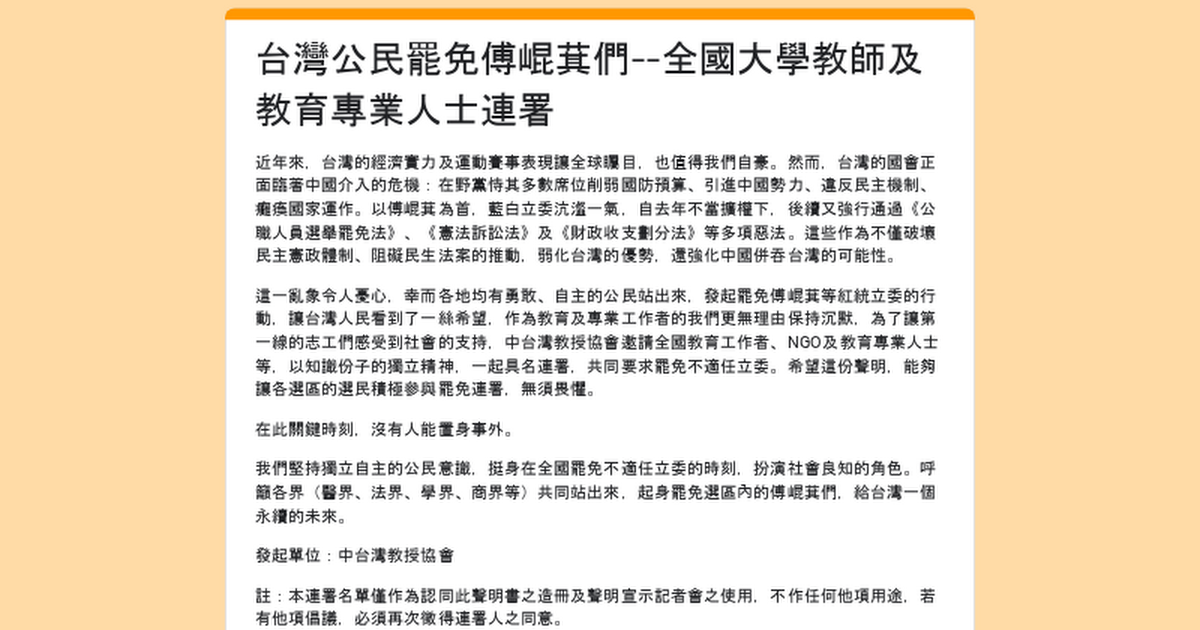 台灣公民罷免傅崐萁們--全國大學教師及
教育專業人士連署
近年來，台灣的經濟實力及運動賽事表現讓全球矚目，也值得我們自豪。然而，台灣的國會正
面臨著中國介入的危機：在野黨恃其多數席位削弱國防預算、引進中國勢力、違反民主機制、
癱瘓國家運作。以傅崐萁為首，藍白立委沆瀣一氣，自去年不當擴權下，後續又強行通過《公
職人員選舉罷免法》、《憲法訴訟法》及《財政收支劃分法》等多項惡法。這些作為不僅破壞
民主憲政體制、阻礙民生法案的推動，弱化台灣的優勢，還強化中國併吞台灣的可能性。
這一亂象令人憂心，幸而各地均有勇敢、自主的公民站出來，發起罷免傅崐萁等紅統立委的行
動，讓台灣人民看到了一絲希望，作為教育及專業工作者的我們更無理由保持沉默，為了讓第
一線的志工們感受到社會的支持，中台灣教授協會邀請全國教育工作者、NGO及教育專業人士
等，以知識份子的獨立精神，一起具名連署，共同要求罷免不適任立委。希望這份聲明，能夠
讓各選區的選民積極參與罷免連署，無須畏懼。
在此關鍵時刻，沒有人能置身事外。
我們堅持獨立自主的公民意識，挺身在全國罷免不適任立委的時刻，扮演社會良知的角色。呼
籲各界（醫界、法界、學界、商界等）共同站出來，起身罷免選區內的傅崐萁們，給台灣一個
永續的未來。
發起單位：中台灣教授協會
註：本連署名單僅作為認同此聲明書之造冊及聲明宣示記者會之使用，不作任何他項用途，若
有他項倡議，必須再次徵得連署人之同意。